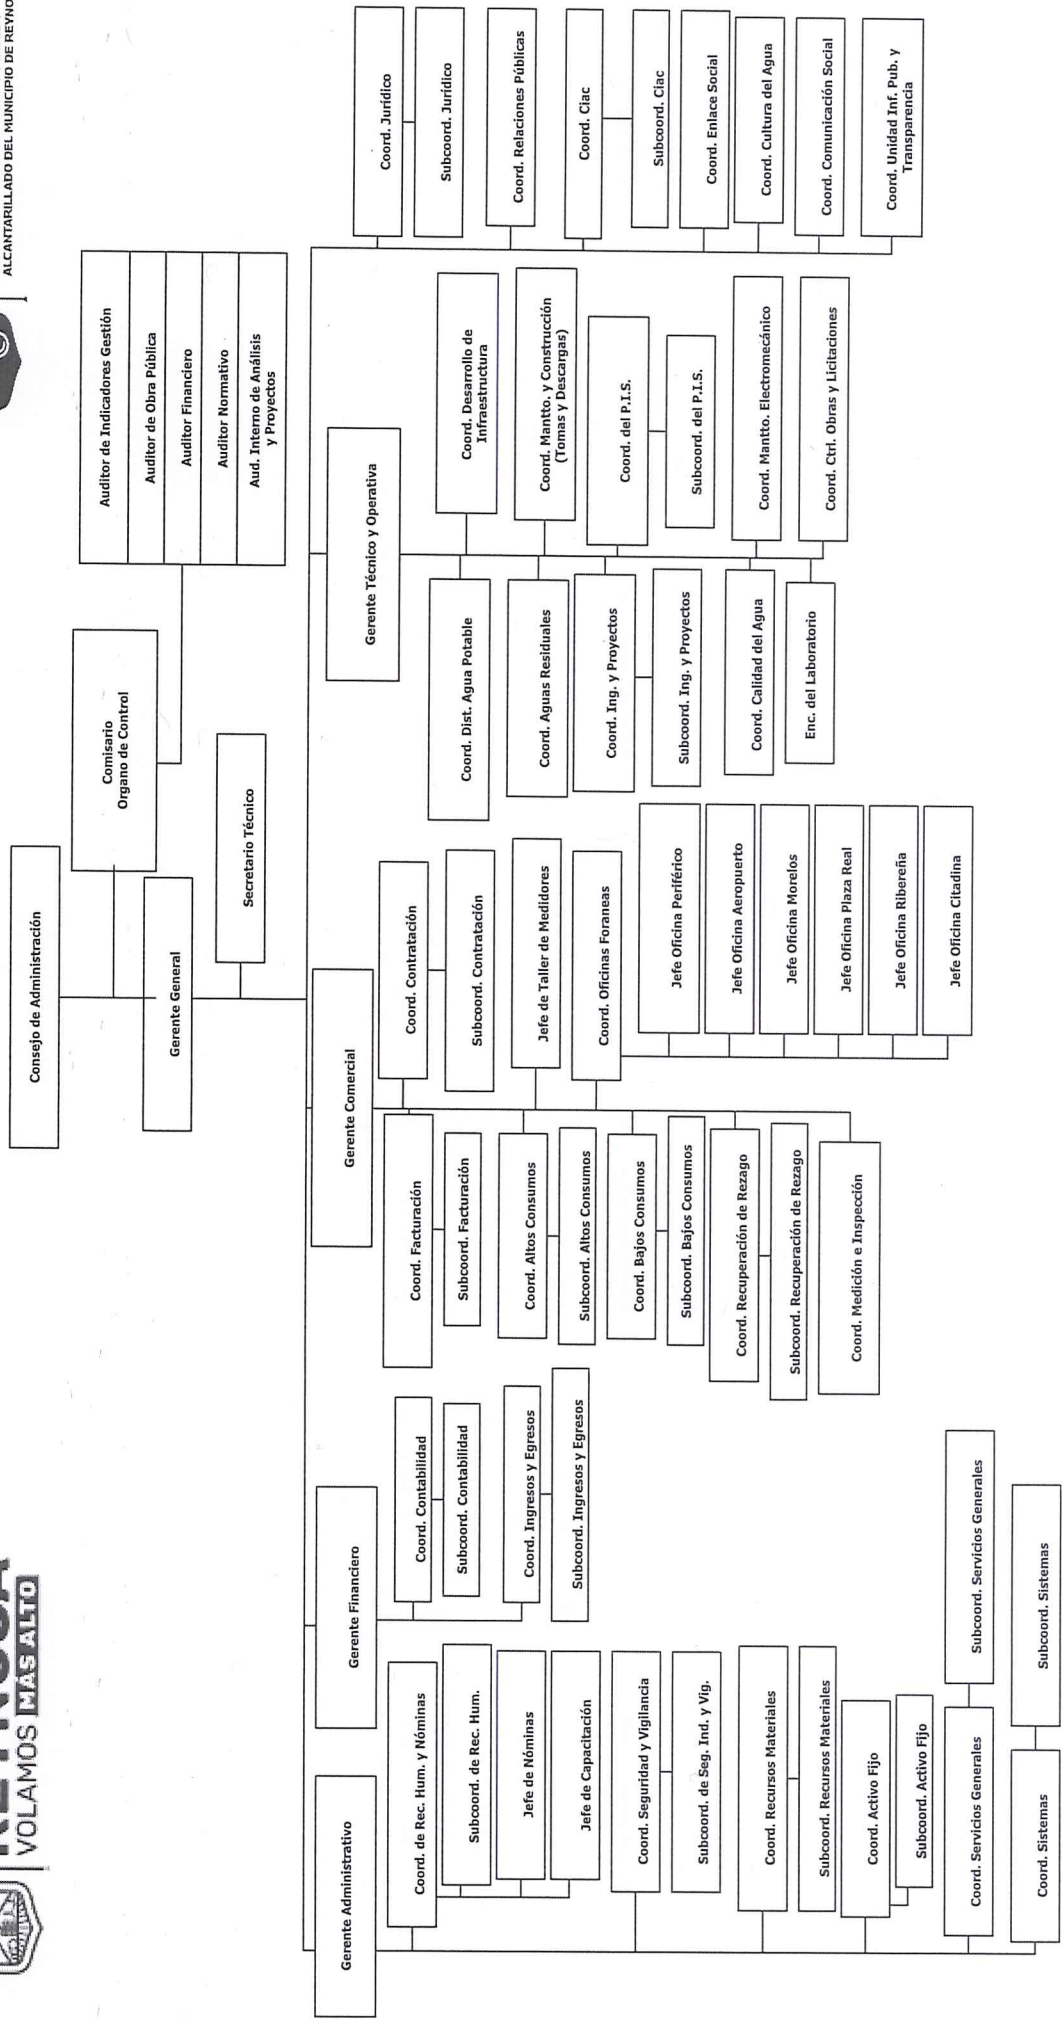 ALCANTARILLADO DEL MUNICIPIO DE REYNO
VOLAMOS MAS ALTO
Consejo de Administración
Comisario
Organo de Control
Gerente General
Secretario Técnico
Auditor de Indicadores Gestión
Auditor de Obra Pública
Auditor Financiero
Auditor Normativo
Aud. Interno de Análisis
y Proyectos
Gerente Administrativo
Coord. de Rec. Hum. y Nóminas
Subcoord. de Rec. Hum.
Jefe de Nóminas
Jefe de Capacitación
Coord. Seguridad y Vigilancia
Subcoord. de Seg. Ind. y Vig.
Coord. Recursos Materiales
Subcoord. Recursos Materiales
Coord. Activo Fijo
Subcoord. Activo Fijo
Coord. Servicios Generales
Subcoord. Servicios Generales
Coord. Sistemas
Subcoord. Sistemas
Gerente Financiero
Coord. Contabilidad
Subcoord. Contabilidad
Coord. Ingresos y Egresos
Subcoord. Ingresos y Egresos
Gerente Comercial
Coord. Facturación
Subcoord. Facturación
Coord. Altos Consumos
Subcoord. Altos Consumos
Coord. Bajos Consumos
Subcoord. Bajos Consumos
Coord. Recuperación de Rezago
Subcoord. Recuperación de Rezago
Coord. Medición e Inspección
Coord. Contratación
Subcoord. Contratación
Jefe de Taller de Medidores
Coord. Oficinas Foraneas
Jefe Oficina Periférico
Jefe Oficina Aeropuerto
Jefe Oficina Morelos
Jefe Oficina Plaza Real
Jefe Oficina Ribereña
Jefe Oficina Citadina
Gerente Técnico y Operativa
Coord. Dist. Agua Potable
Coord. Aguas Residuales
Coord. Ing. y Proyectos
Subcoord. Ing. y Proyectos
Coord. Calidad del Agua
Enc. del Laboratorio
Coord. Desarrollo de
Infraestructura
Coord. Mantto. y Construcción
(Tomas y Descargas)
Coord. del P.I.S.
Subcoord. del P.I.S.
Coord. Mantto. Electromecánico
Coord. Ctrl. Obras y Licitaciones
Coord. Jurídico
Subcoord. Jurídico
Coord. Relaciones Públicas
Coord. Ciac
Subcoord. Ciac
Coord. Enlace Social
Coord. Cultura del Agua
Coord. Comunicación Social
Coord. Unidad Inf. Pub. y
Transparencia